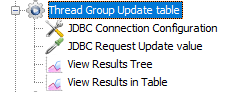 Thread Group Update table
JDBC Connection Configuration
JDBC Request Update value
View Results Tree
View Results in Table